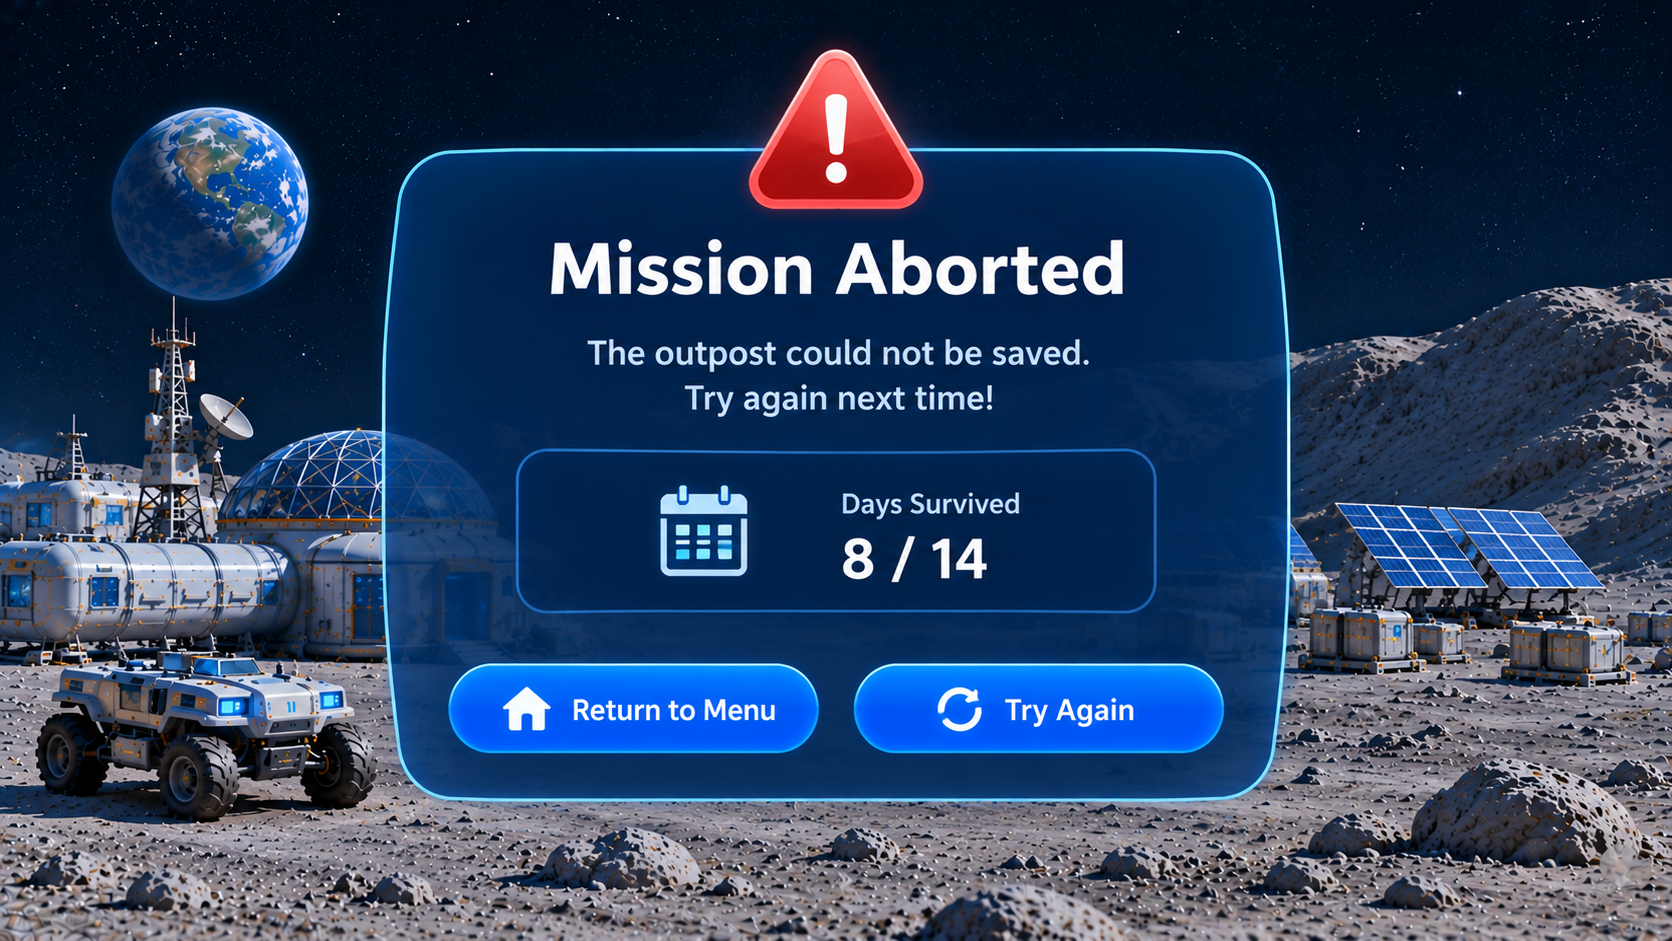 Mission Aborted
The outpost could not be saved.
Try again next time!
Days Survived
8 / 14
Return to Menu
Try Again
11